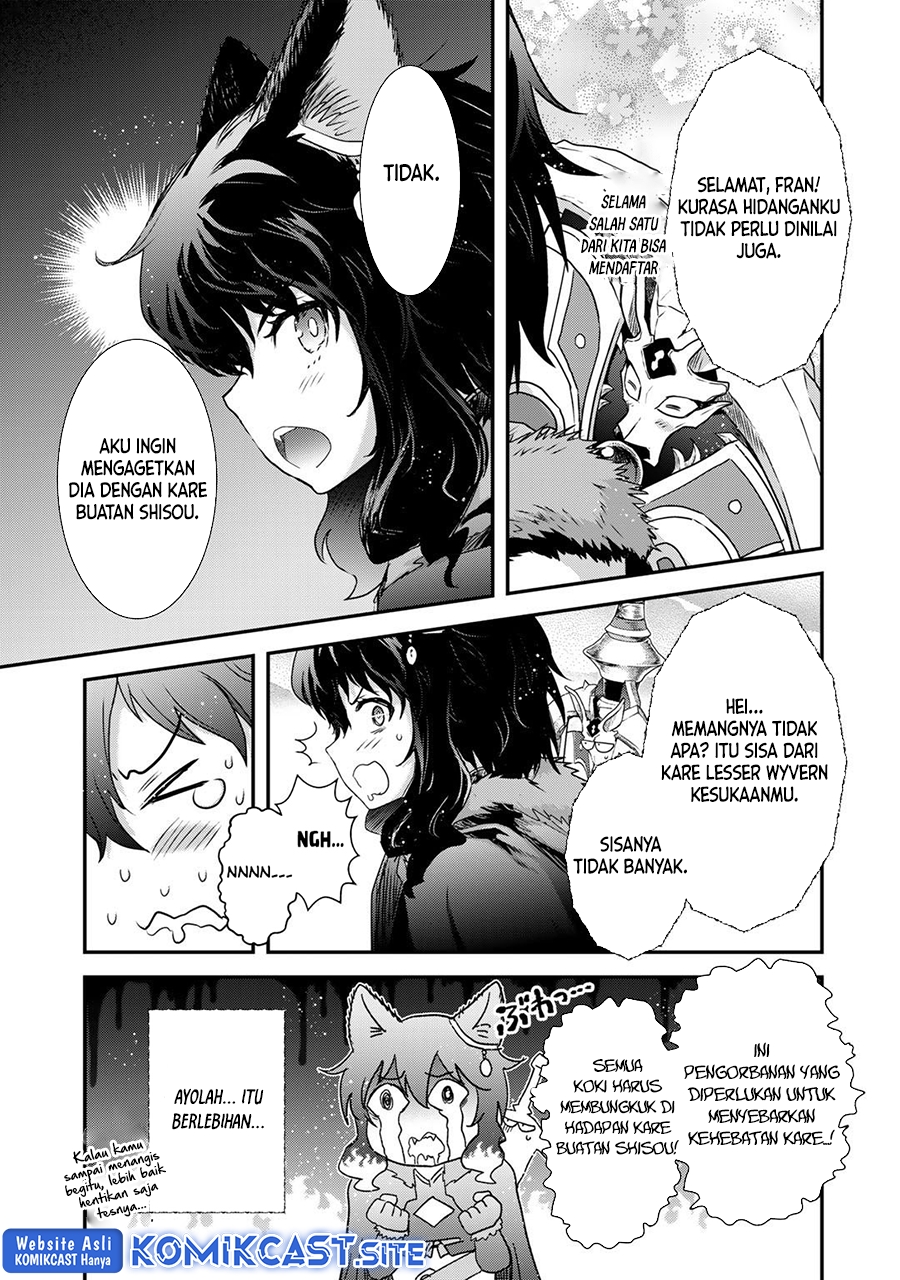 SELAMAT, FRAN!
KURASA HIDANGANKU
TIDAK PERLU DINILAI
JUGA.
SELAMA
SALAH SATU
DARI KITA BISA
MENDAFTAR
TIDAK.
AKU INGIN
MENGAGETKAN
DIA DENGAN KARE
BUATAN SHISOU.
HEI...
MEMANGNYA TIDAK
APA? ITU SISA DARI
KARE LESSER WYVERN
KESUKAANMU.
SISANYA
TIDAK BANYAK.
NGH...
NNNN---
INI
PENGORBANAN YANG
DIPERLUKAN UNTUK
MENYEBARKAN
KEHEBATAN KARE..!
SEMUA
KOKI HARUS
MEMBUNGKUK DI
HADAPAN KARE
BUATAN SHISOU!
ぶわっ…
AYOLAH... ITU
BERLEBIHAN...
Kalau kamu
sampai menangis
begitu, lebih baik
hentikan saja
tesnya...
Website Asli
KOMIKCAST Hanya
KOMIKCAST.SITE